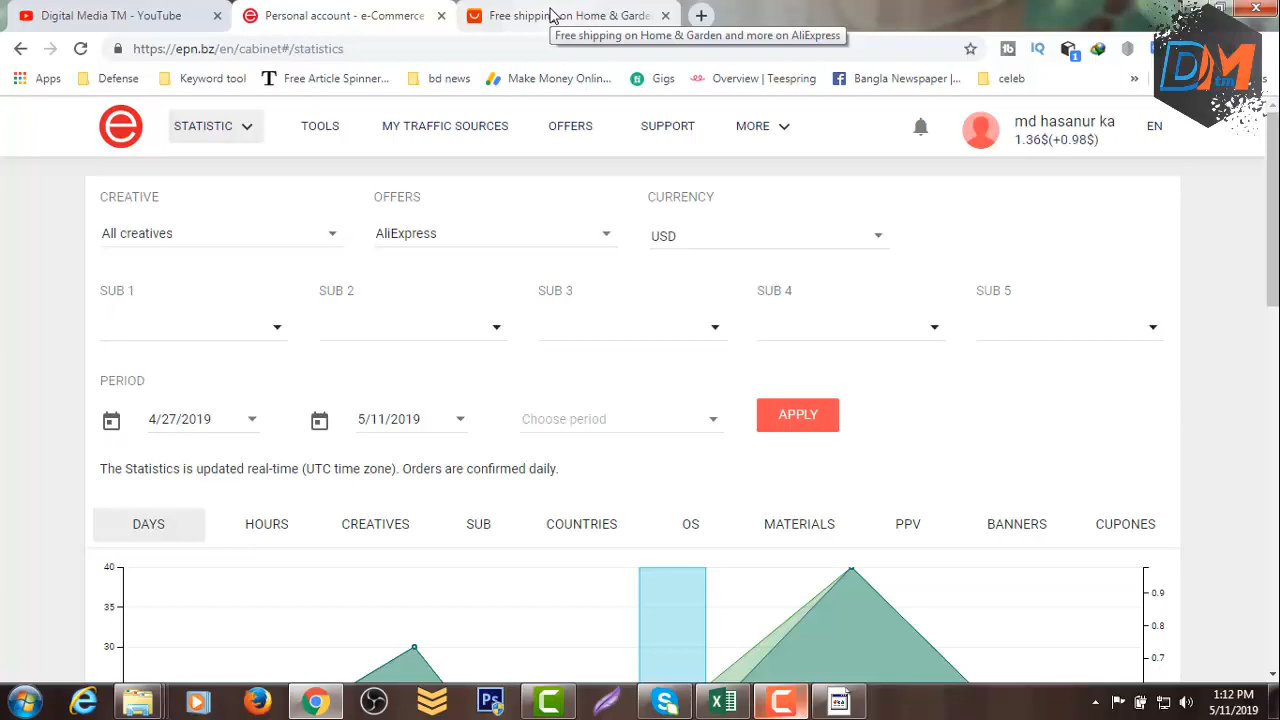 Digital Media TM - YouTube
Personal account - e-Commerce
Free shipping on Home & Garde
Free shipping on Home & Garden and more on AliExpress
https://epn.bz/en/cabinet#/statistics
Apps
Defense
Keyword tool
Free Article Spinner...
bd news
Make Money Online...
Gigs
Overview | Teespring
Bangla Newspaper |...
celeb
»
DM
tm
STATISTIC
TOOLS
MY TRAFFIC SOURCES
OFFERS
SUPPORT
MORE
md hasanur ka
1.36$(+0.98$)
EN
CREATIVE
OFFERS
CURRENCY
All creatives
AliExpress
USD
SUB 1
SUB 2
SUB 3
SUB 4
SUB 5
PERIOD
4/27/2019
5/11/2019
Choose period
APPLY
The Statistics is updated real-time (UTC time zone). Orders are confirmed daily.
DAYS
HOURS
CREATIVES
SUB
COUNTRIES
OS
MATERIALS
PPV
BANNERS
CUPONES
40
35
30
0.9
0.8
0.7
1:12 PM
5/11/2019